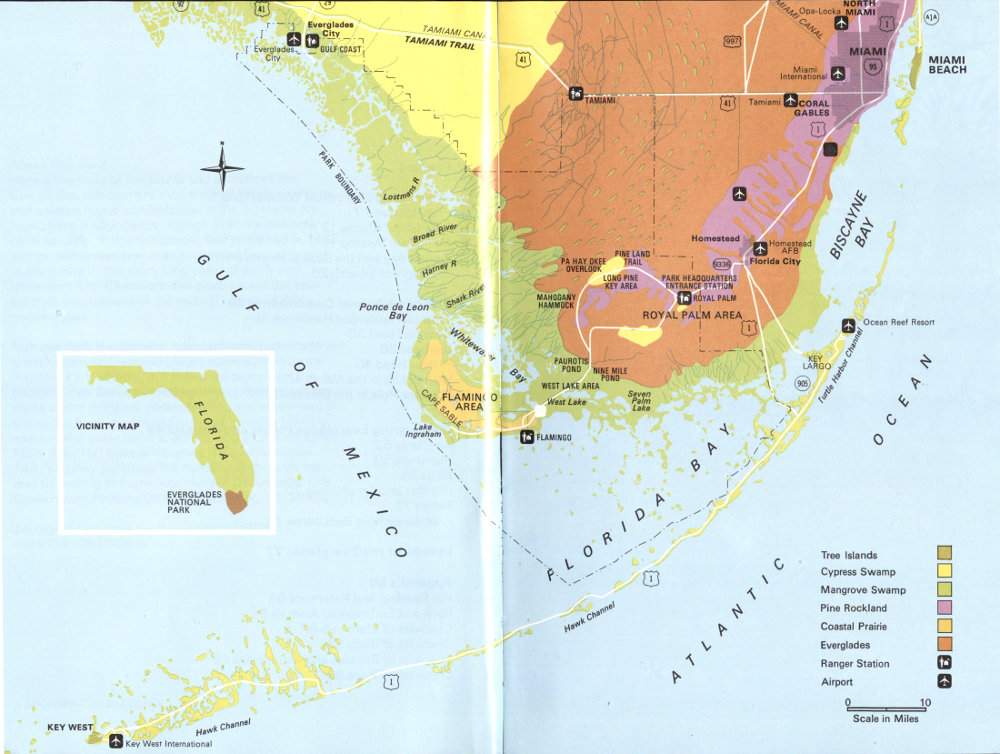 92
41
29
Everglades
City
GULF COAST
Everglades
City
TAMIAMI CANAL
TAMIAMI TRAIL
41
997
MIAMI CANAL
Opa-Locka
NORTH
MIAMI
1
A1A
MIAMI
95
MIAMI
BEACH
Miami
International
TAMIAMI
41
Tamiami
CORAL
GABLES
1
N
PARK BOUNDARY
Lostmans R
Broad River
Harney R
Shark River
Ponce de Leon
Bay
Whitewater
Bay
BISCAYNE
BAY
Homestead
Homestead
AFB
Florida City
9336
PINE LAND
TRAIL
PA HAY OKEE
OVERLOOK
LONG PINE
KEY AREA
PARK HEADQUARTERS
ENTRANCE STATION
ROYAL PALM
MAHOGANY
HAMMOCK
ROYAL PALM AREA
1
Ocean Reef Resort
KEY
LARGO
905
Turtle Harbor Channel
PAUROTIS
POND
NINE MILE
POND
WEST LAKE AREA
West Lake
Seven
Palm
Lake
FLAMINGO
AREA
CAPE SABLE
Lake
Ingraham
FLAMINGO
GULF OF MEXICO
FLORIDA BAY
ATLANTIC OCEAN
VICINITY MAP
FLORIDA
EVERGLADES
NATIONAL
PARK
1
Hawk Channel
1
Hawk Channel
KEY WEST
Key West International
Tree Islands
Cypress Swamp
Mangrove Swamp
Pine Rockland
Coastal Prairie
Everglades
Ranger Station
Airport
0 10
Scale in Miles